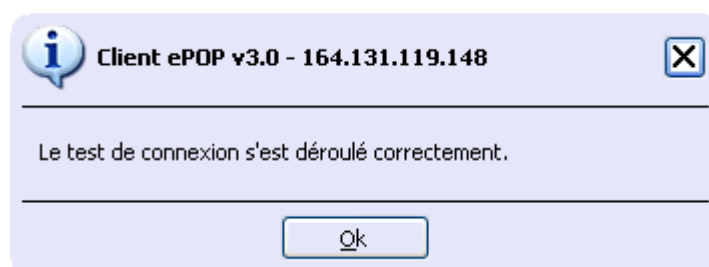 Client ePOP v3.0 - 164.131.119.148
Le test de connexion s'est déroulé correctement.
Ok